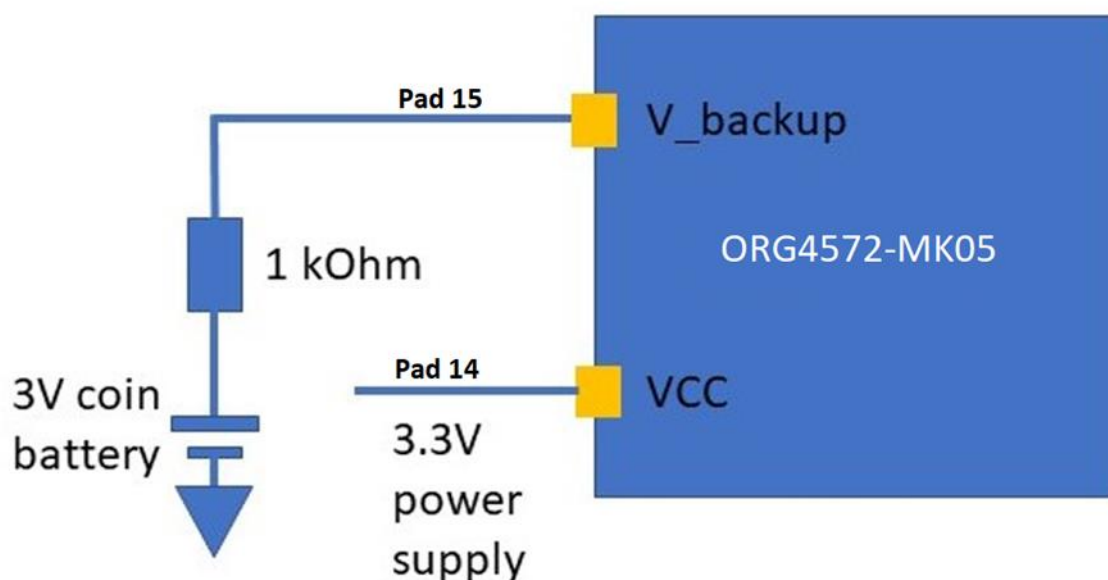 Pad 15
V_backup
ORG4572-MK05
1 kOhm
Pad 14
VCC
3V coin
battery
3.3V
power
supply